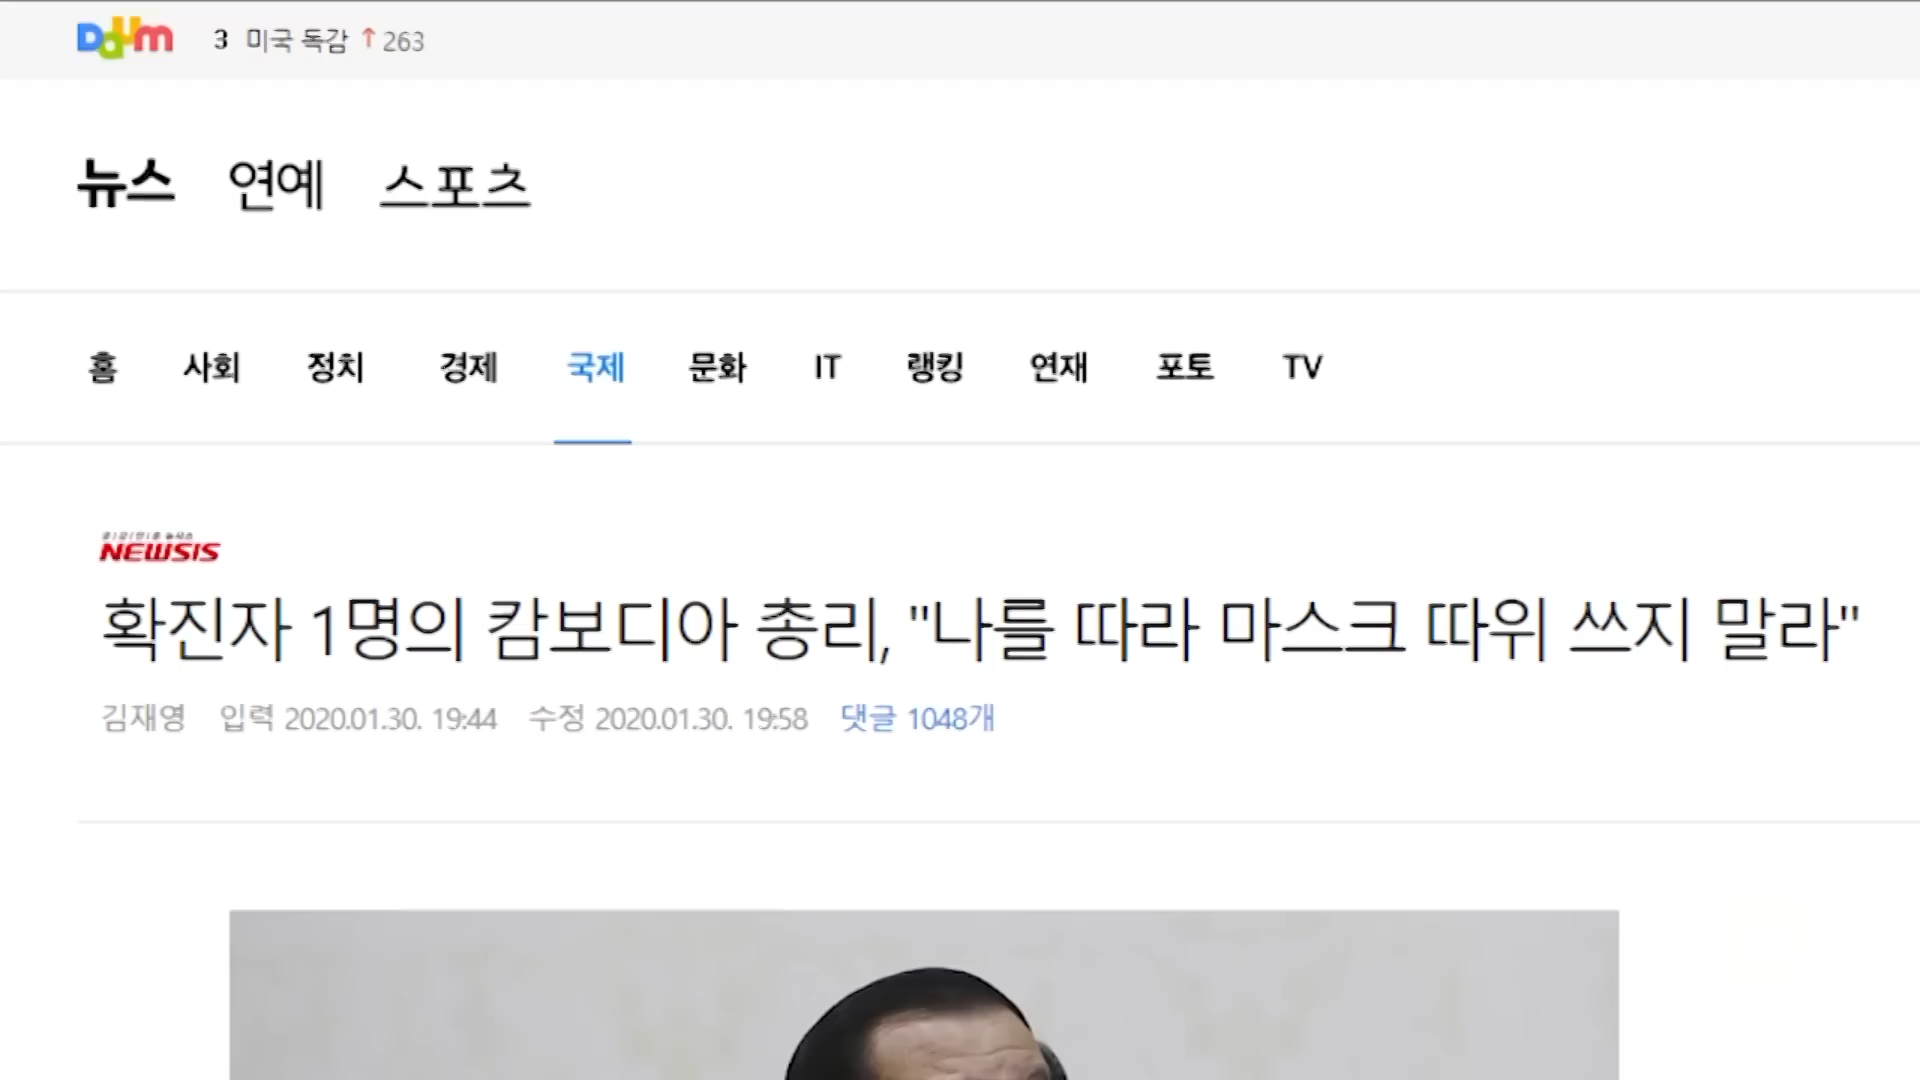 Daum 3 미국 독감 ↑ 263
뉴스 연예 스포츠
홈 사회 정치 경제 국제 문화 IT 랭킹 연재 포토 TV
NEWSIS
확진자 1명의 캄보디아 총리, "나를 따라 마스크 따위 쓰지 말라"
김재영 입력 2020.01.30. 19:44 수정 2020.01.30. 19:58 댓글 1048개